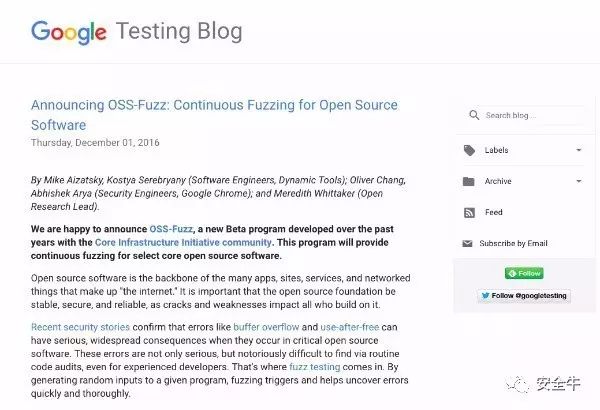 Google Testing Blog
Announcing OSS-Fuzz: Continuous Fuzzing for Open Source
Software
Thursday, December 01, 2016
By Mike Aizatsky, Kostya Serebryany (Software Engineers, Dynamic Tools); Oliver Chang,
Abhishek Arya (Security Engineers, Google Chrome); and Meredith Whittaker (Open
Research Lead).
We are happy to announce OSS-Fuzz, a new Beta program developed over the past
years with the Core Infrastructure Initiative community. This program will provide
continuous fuzzing for select core open source software.
Open source software is the backbone of the many apps, sites, services, and networked
things that make up "the internet." It is important that the open source foundation be
stable, secure, and reliable, as cracks and weaknesses impact all who build on it.
Recent security stories confirm that errors like buffer overflow and use-after-free can
have serious, widespread consequences when they occur in critical open source
software. These errors are not only serious, but notoriously difficult to find via routine
code audits, even for experienced developers. That's where fuzz testing comes in. By
generating random inputs to a given program, fuzzing triggers and helps uncover errors
quickly and thoroughly.
Search blog ...
Labels
Archive
Feed
Subscribe by Email
Follow
Follow @googletesting
安全牛